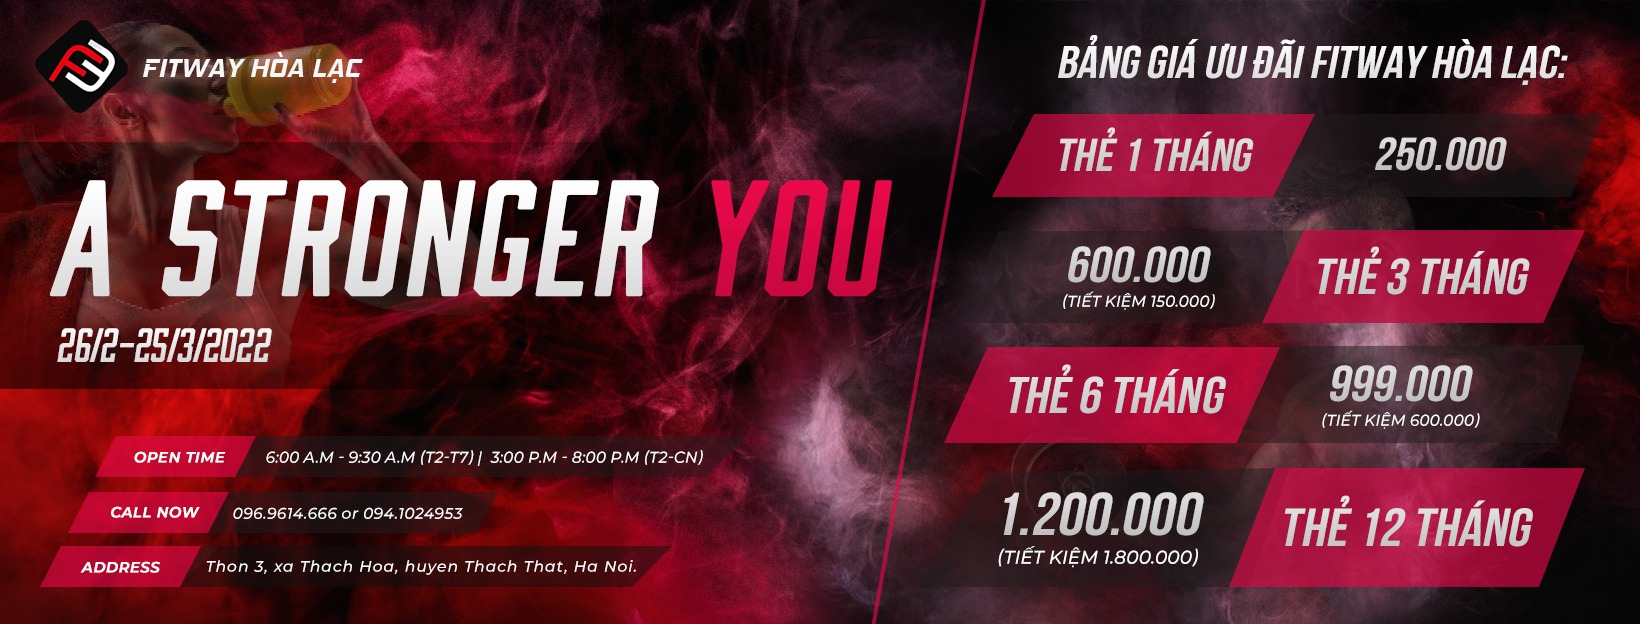 FITWAY HÒA LẠC
A STRONGER YOU
26/2-25/3/2022
OPEN TIME 6:00 A.M - 9:30 A.M (T2-T7) | 3:00 P.M - 8:00 P.M (T2-CN)
CALL NOW 096.9614.666 or 094.1024953
ADDRESS Thon 3, xa Thach Hoa, huyen Thach That, Ha Noi.
BẢNG GIÁ ƯU ĐÃI FITWAY HÒA LẠC:
THẺ 1 THÁNG 250.000
600.000 THẺ 3 THÁNG
(TIẾT KIỆM 150.000)
THẺ 6 THÁNG 999.000
(TIẾT KIỆM 600.000)
1.200.000 THẺ 12 THÁNG
(TIẾT KIỆM 1.800.000)